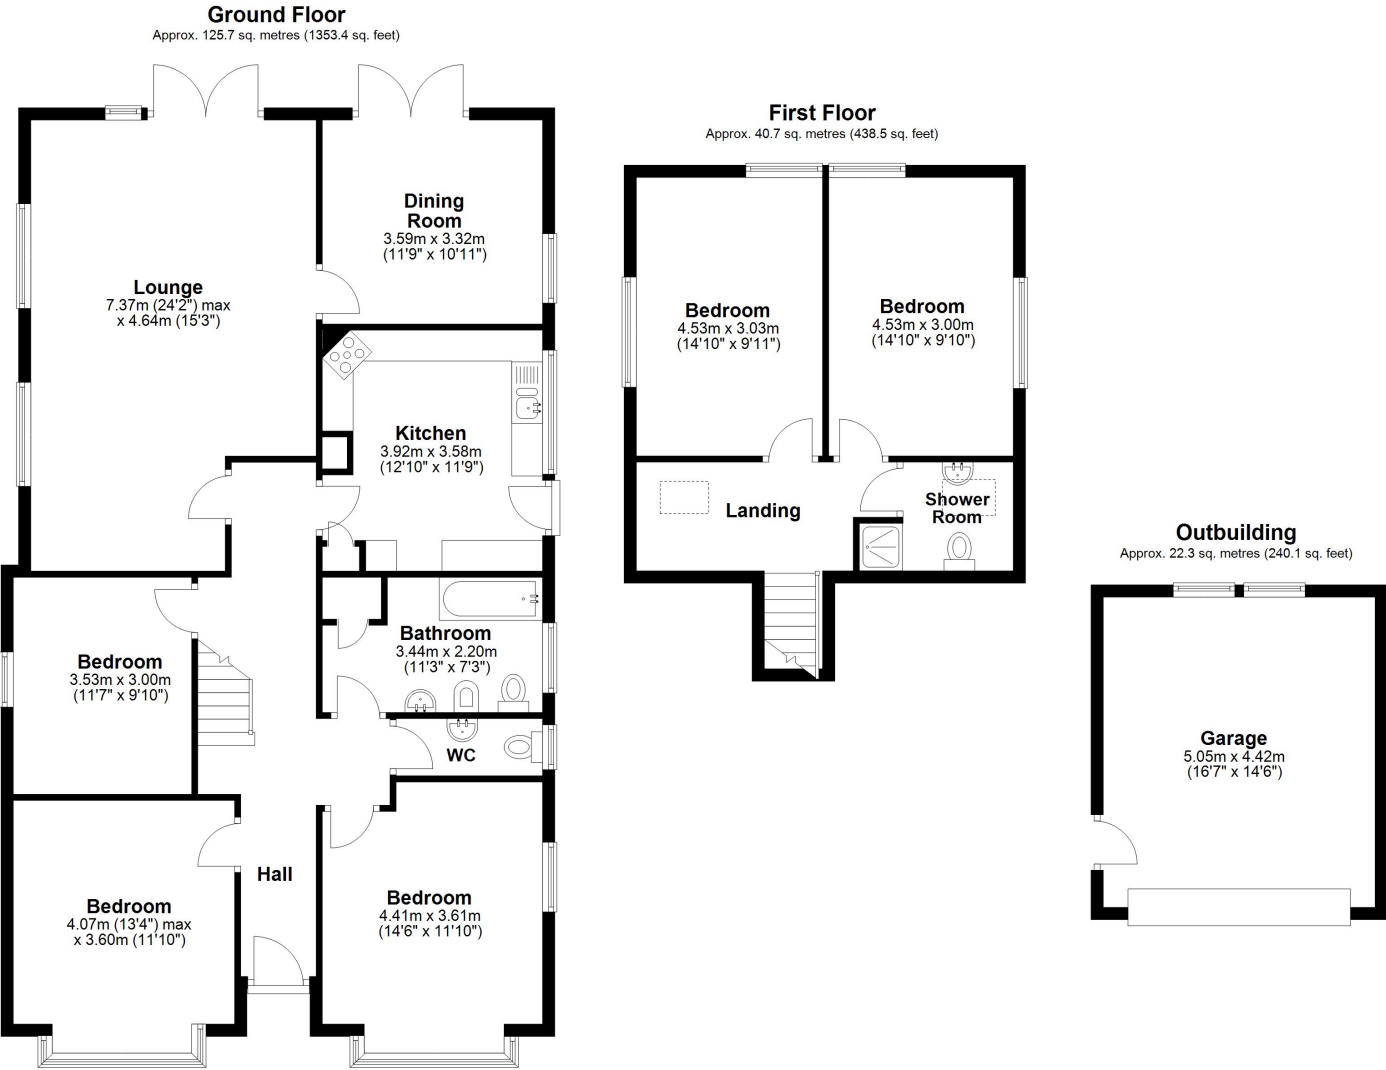 Ground Floor
Approx. 125.7 sq. metres (1353.4 sq. feet)
Lounge
7.37m (24'2") max
x 4.64m (15'3")
Dining
Room
3.59m x 3.32m
(11'9" x 10'11")
Kitchen
3.92m x 3.58m
(12'10" x 11'9")
Bedroom
3.53m x 3.00m
(11'7" x 9'10")
Bathroom
3.44m x 2.20m
(11'3" x 7'3")
WC
Hall
Bedroom
4.07m (13'4") max
x 3.60m (11'10")
Bedroom
4.41m x 3.61m
(14'6" x 11'10")
First Floor
Approx. 40.7 sq. metres (438.5 sq. feet)
Bedroom
4.53m x 3.03m
(14'10" x 9'11")
Bedroom
4.53m x 3.00m
(14'10" x 9'10")
Landing
Shower
Room
Outbuilding
Approx. 22.3 sq. metres (240.1 sq. feet)
Garage
5.05m x 4.42m
(16'7" x 14'6")